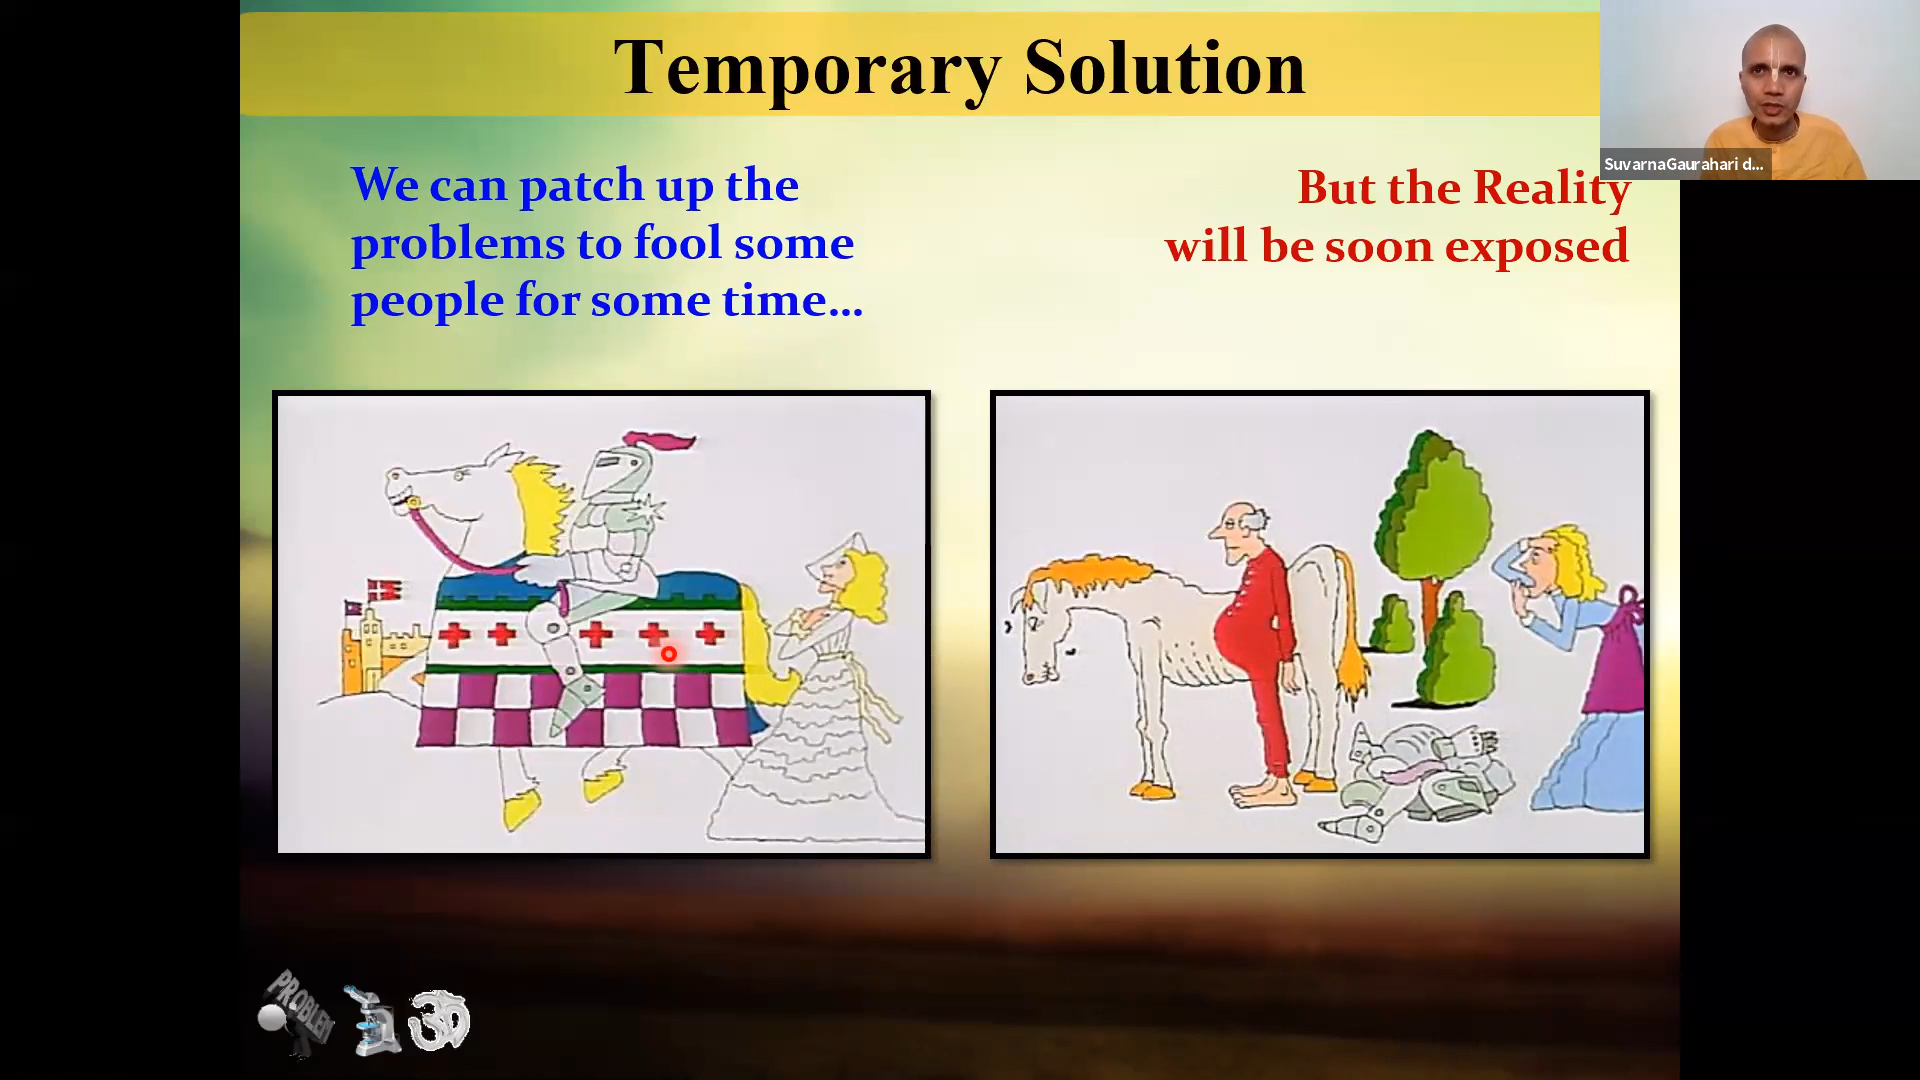 Temporary Solution
SuvarnaGaurahari d...
We can patch up the
problems to fool some
people for some time...
But the Reality
will be soon exposed
PROBLEM
ॐ